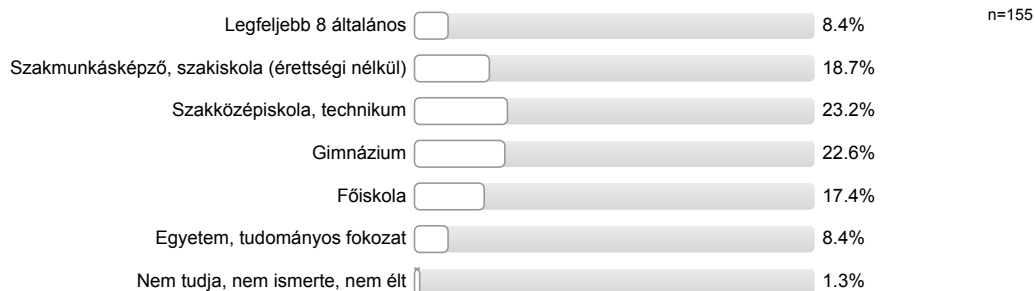 Legfeljebb 8 általános 8.4% n=155
Szakmunkásképző, szakiskola (érettségi nélkül) 18.7%
Szakközépiskola, technikum 23.2%
Gimnázium 22.6%
Főiskola 17.4%
Egyetem, tudományos fokozat 8.4%
Nem tudja, nem ismerte, nem élt 1.3%